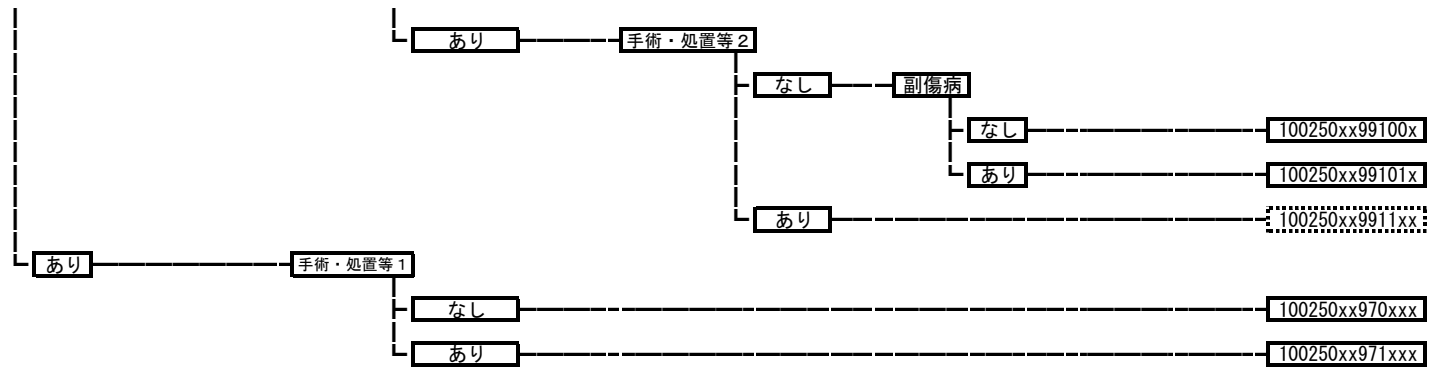 あり 手術・処置等２
なし 副傷病
なし 100250xx99100x
あり 100250xx99101x
あり 100250xx9911xx
あり 手術・処置等１
なし 100250xx970xxx
あり 100250xx971xxx